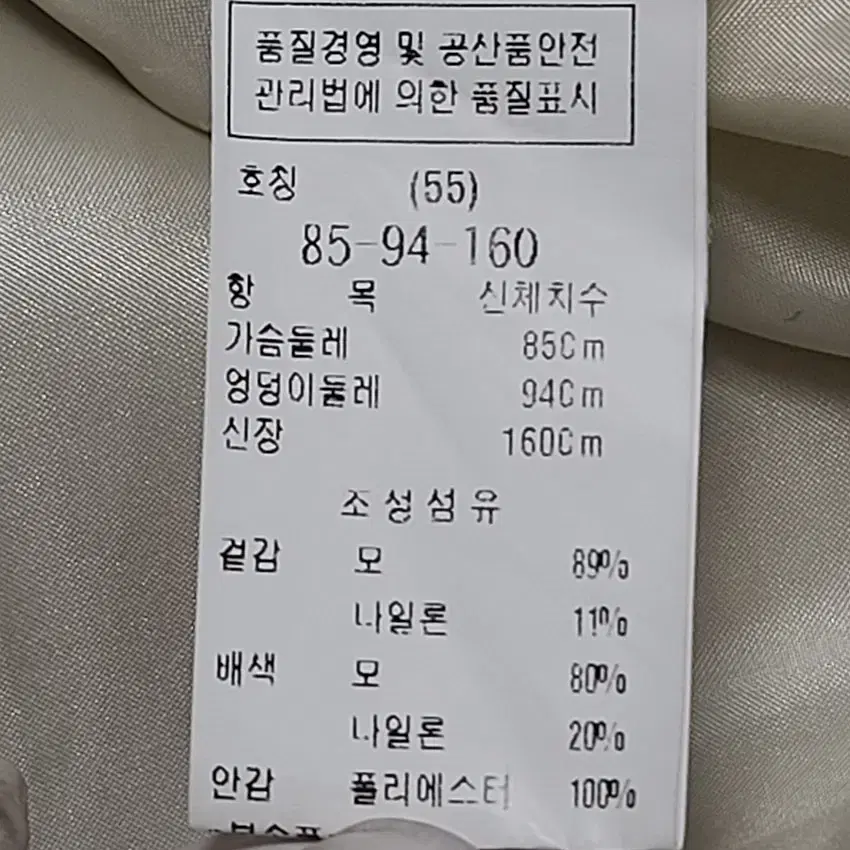 품질경영 및 공산품안전
관리법에 의한 품질표시
호칭 (55)
85-94-160
항 목 신체치수
가슴둘레 85Cm
엉덩이둘레 94Cm
신장 160Cm
조성섬유
겉감 모 89%
나일론 11%
배색 모 80%
나일론 20%
안감 폴리에스터 100%